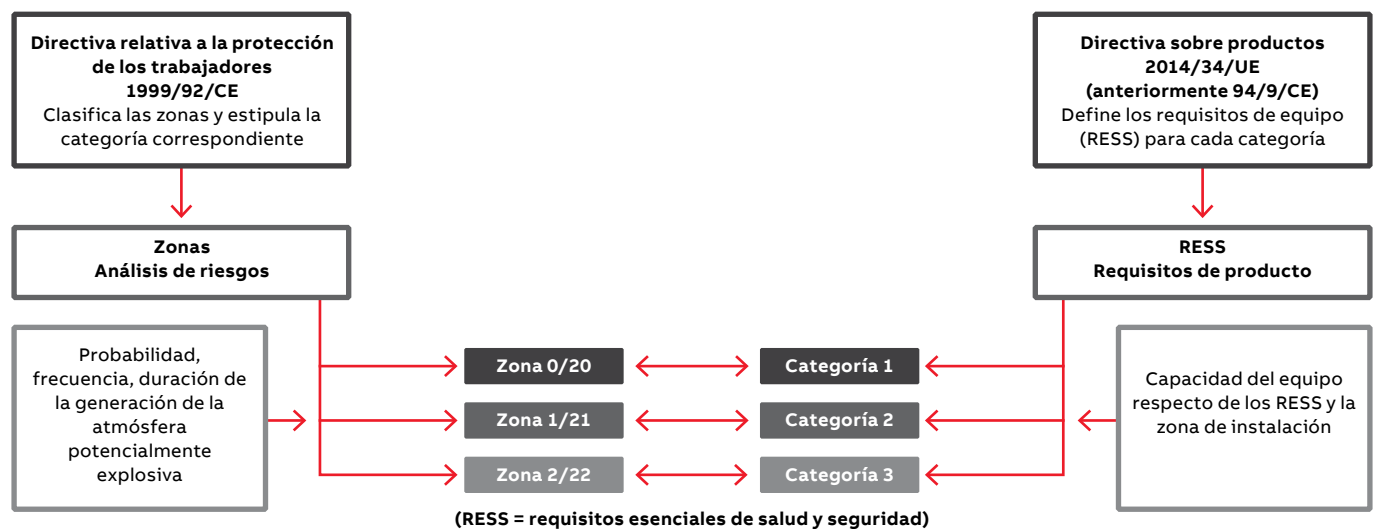 Directiva relativa a la protección
de los trabajadores
1999/92/CE
Clasifica las zonas y estipula la
categoría correspondiente
Directiva sobre productos
2014/34/UE
(anteriormente 94/9/CE)
Define los requisitos de equipo
(RESS) para cada categoría
Zonas
Análisis de riesgos
RESS
Requisitos de producto
Probabilidad,
frecuencia, duración de
la generación de la
atmósfera
potencialmente
explosiva
Zona 0/20
Categoría 1
Zona 1/21
Categoría 2
Zona 2/22
Categoría 3
Capacidad del equipo
respecto de los RESS y la
zona de instalación
(RESS = requisitos esenciales de salud y seguridad)